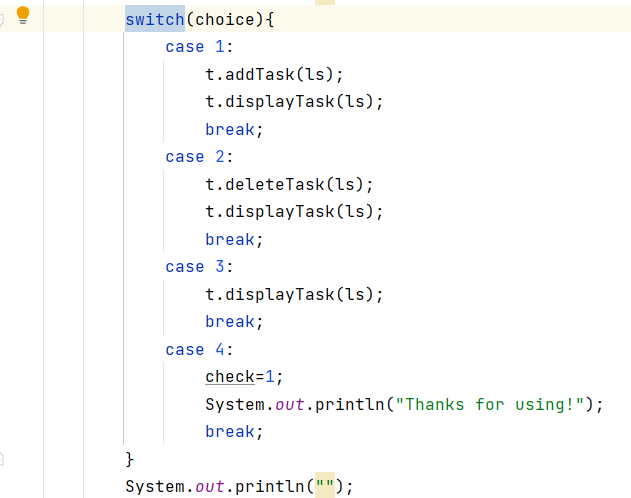 switch(choice){
case 1:
t.addTask(ls);
t.displayTask(ls);
break;
case 2:
t.deleteTask(ls);
t.displayTask(ls);
break;
case 3:
t.displayTask(ls);
break;
case 4:
check=1;
System.out.println("Thanks for using!");
break;
}
System.out.println("");